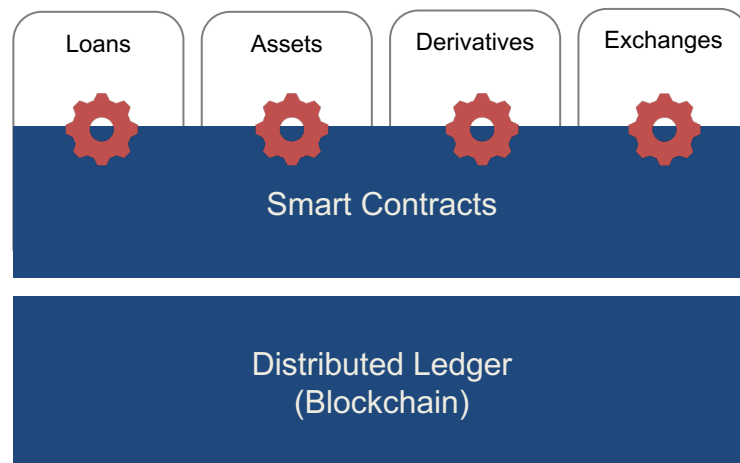 Loans
Assets
Derivatives
Exchanges
Smart Contracts
Distributed Ledger
(Blockchain)